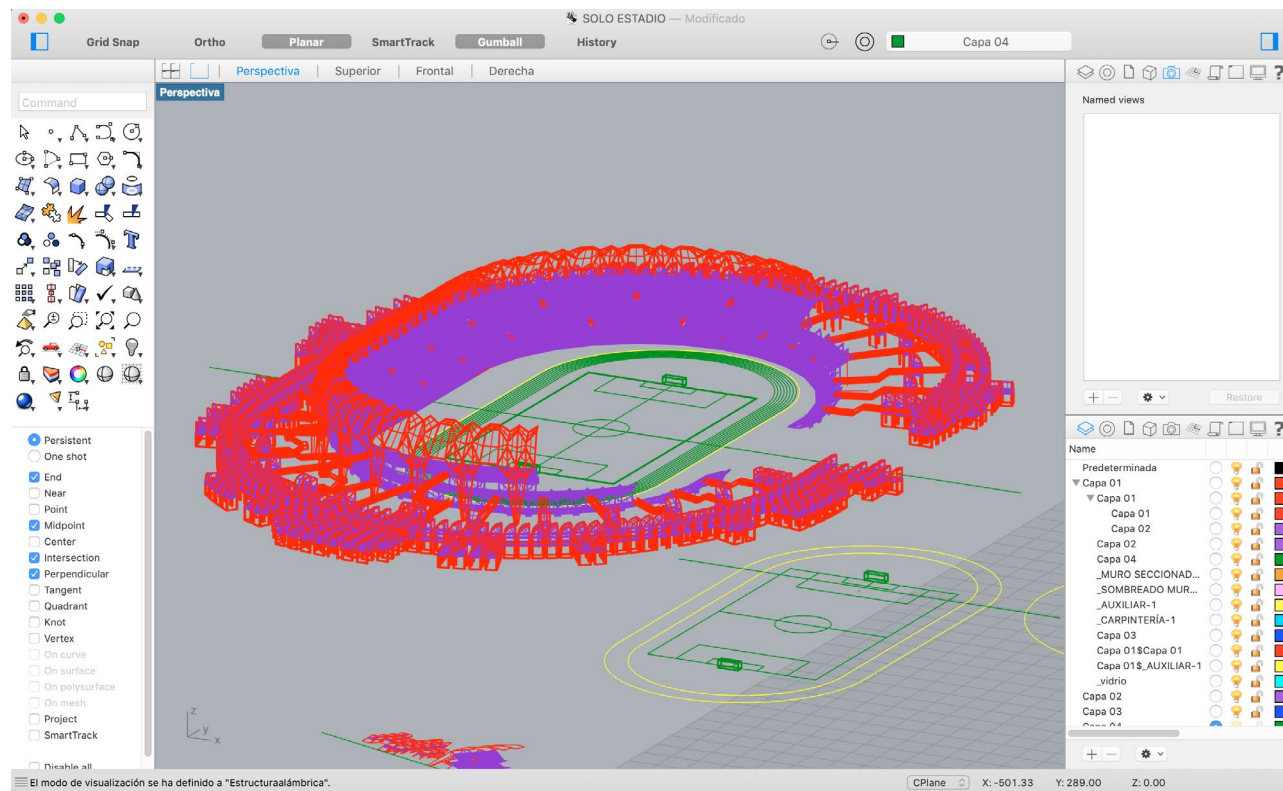 SOLO ESTADIO — Modificado
Grid Snap Ortho Planar SmartTrack Gumball History Capa 04
Perspectiva Superior Frontal Derecha
Perspectiva
Command
Named views
Restore
Persistent
One shot
End
Near
Point
Midpoint
Center
Intersection
Perpendicular
Tangent
Quadrant
Knot
Vertex
On curve
On surface
On polysurface
On mesh
Project
SmartTrack
Disable all
z
y
x
Name
Predeterminada
Capa 01
Capa 01
Capa 01
Capa 02
Capa 02
Capa 04
_MURO SECCIONAD...
_SOMBREADO MUR...
_AUXILIAR-1
_CARPINTERÍA-1
Capa 03
Capa 01$Capa 01
Capa 01$_AUXILIAR-1
_vidrio
Capa 02
Capa 03
Capa 04
El modo de visualización se ha definido a "Estructuraalámbrica". CPlane X: -501.33 Y: 289.00 Z: 0.00